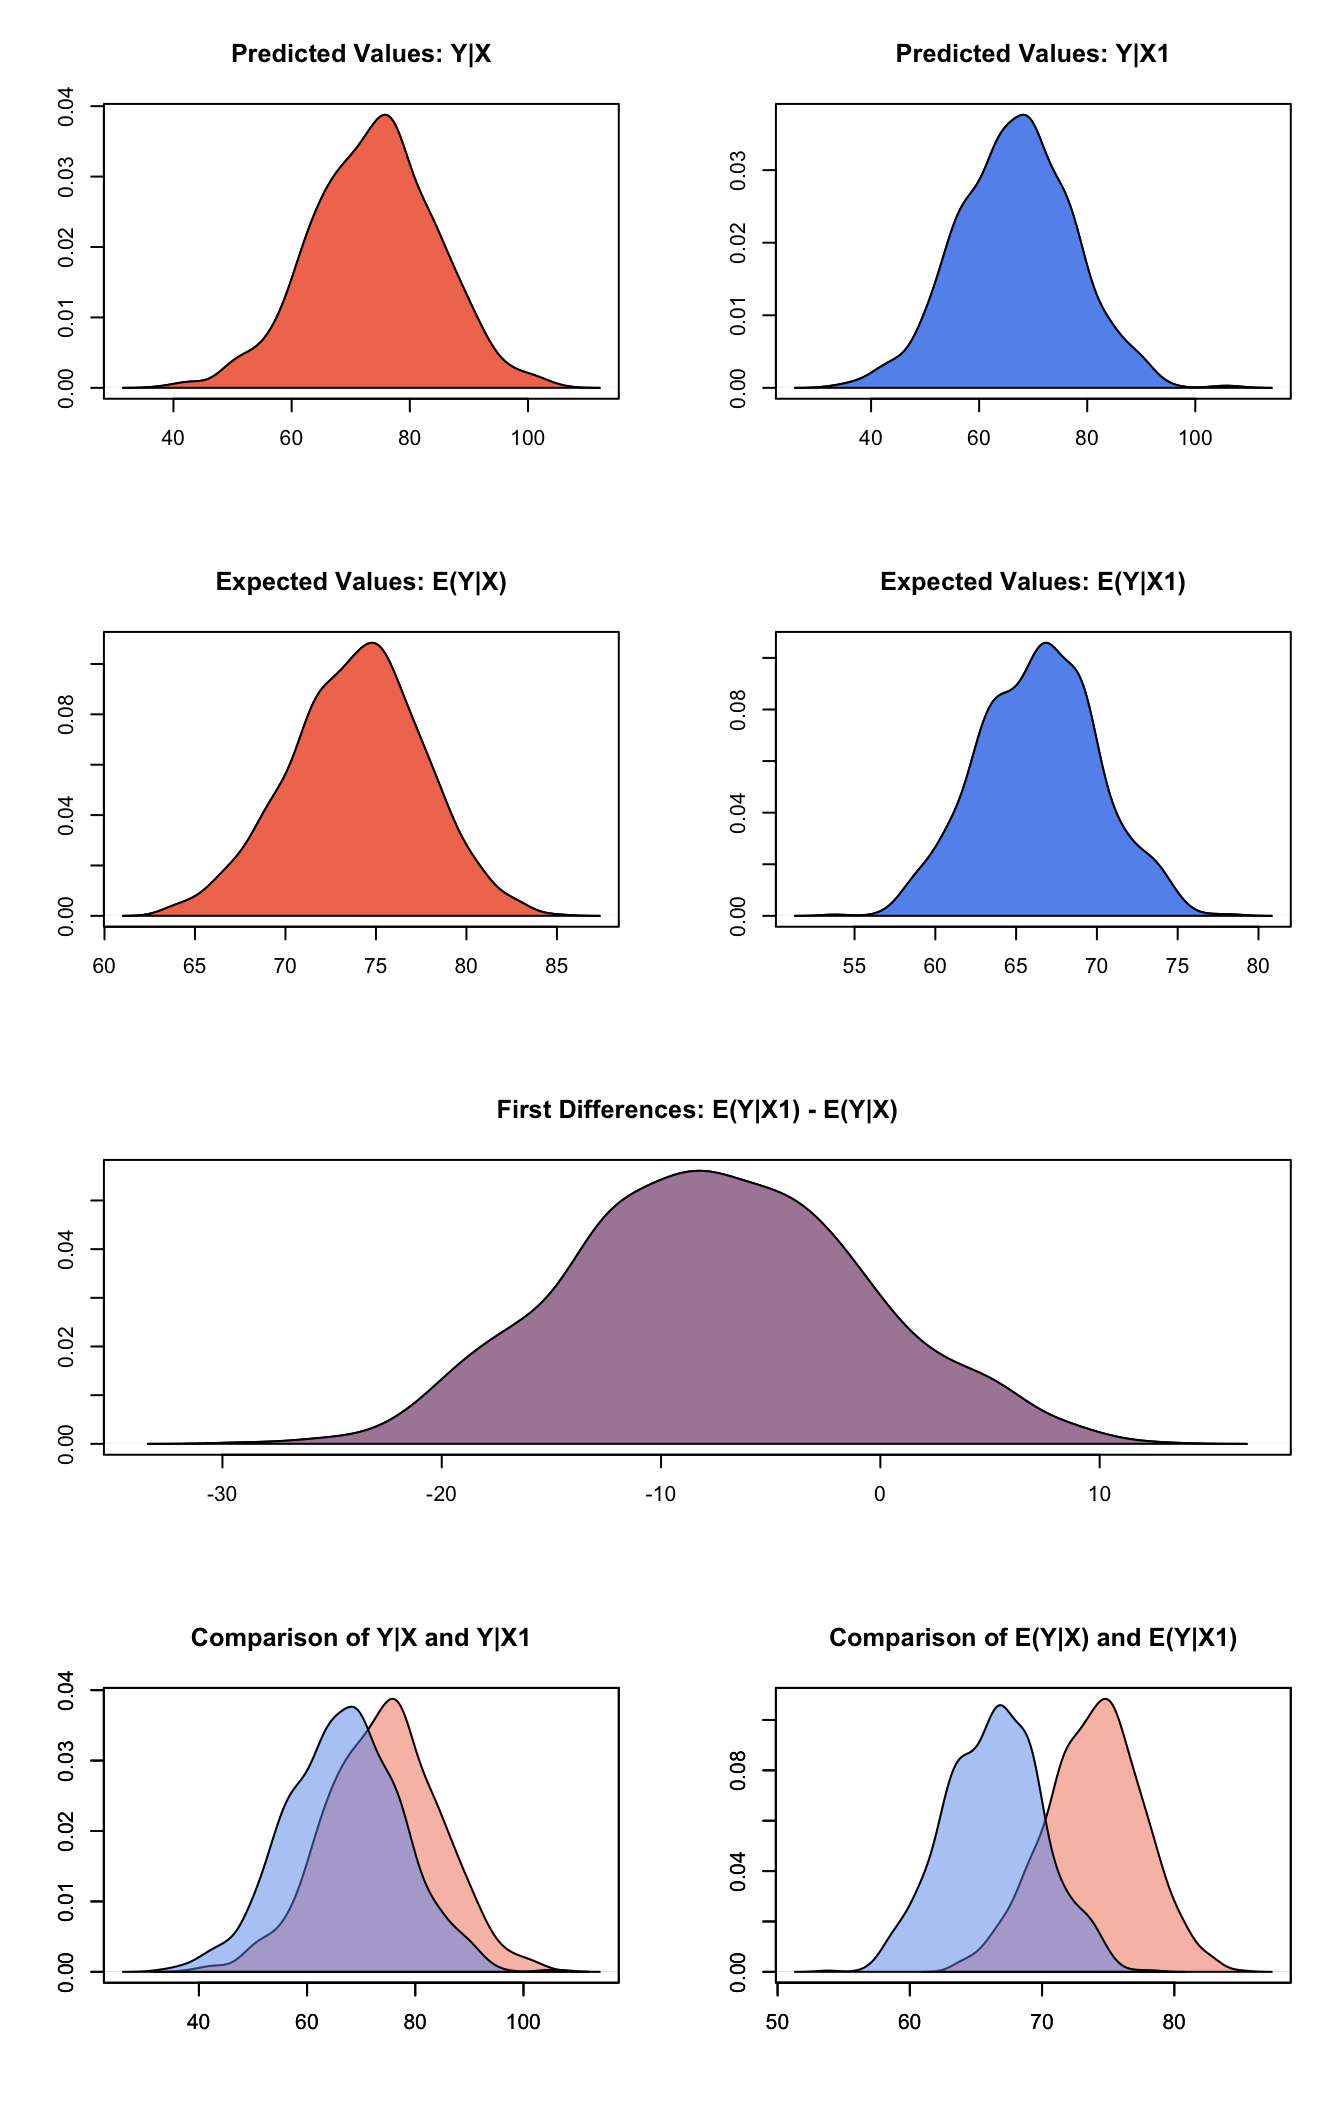 Predicted Values: Y|X
0.00 0.01 0.02 0.03 0.04
40 60 80 100
Predicted Values: Y|X1
0.00 0.01 0.02 0.03
40 60 80 100
Expected Values: E(Y|X)
0.00 0.04 0.08
60 65 70 75 80 85
Expected Values: E(Y|X1)
0.00 0.04 0.08
55 60 65 70 75 80
First Differences: E(Y|X1) - E(Y|X)
0.00 0.02 0.04
-30 -20 -10 0 10
Comparison of Y|X and Y|X1
0.00 0.01 0.02 0.03 0.04
40 60 80 100
Comparison of E(Y|X) and E(Y|X1)
0.00 0.04 0.08
50 60 70 80